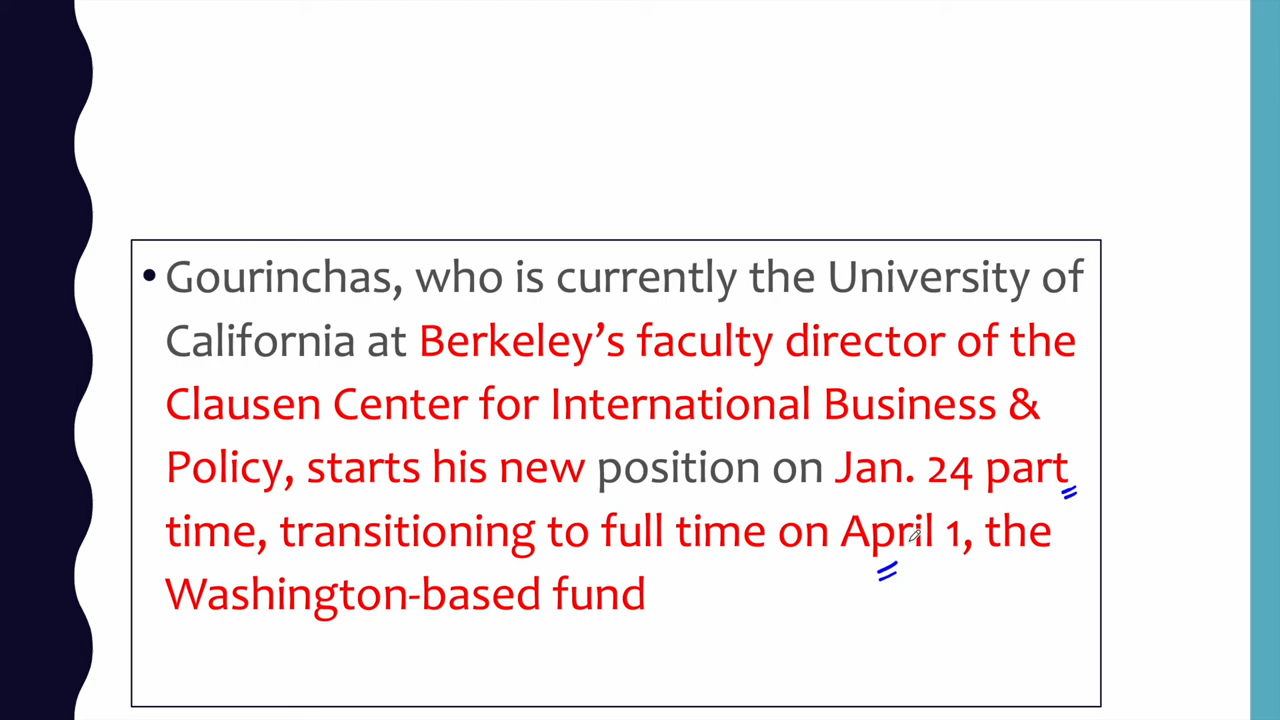 • Gourinchas, who is currently the University of
California at Berkeley’s faculty director of the
Clausen Center for International Business &
Policy, starts his new position on Jan. 24 part
time, transitioning to full time on April 1, the
Washington-based fund